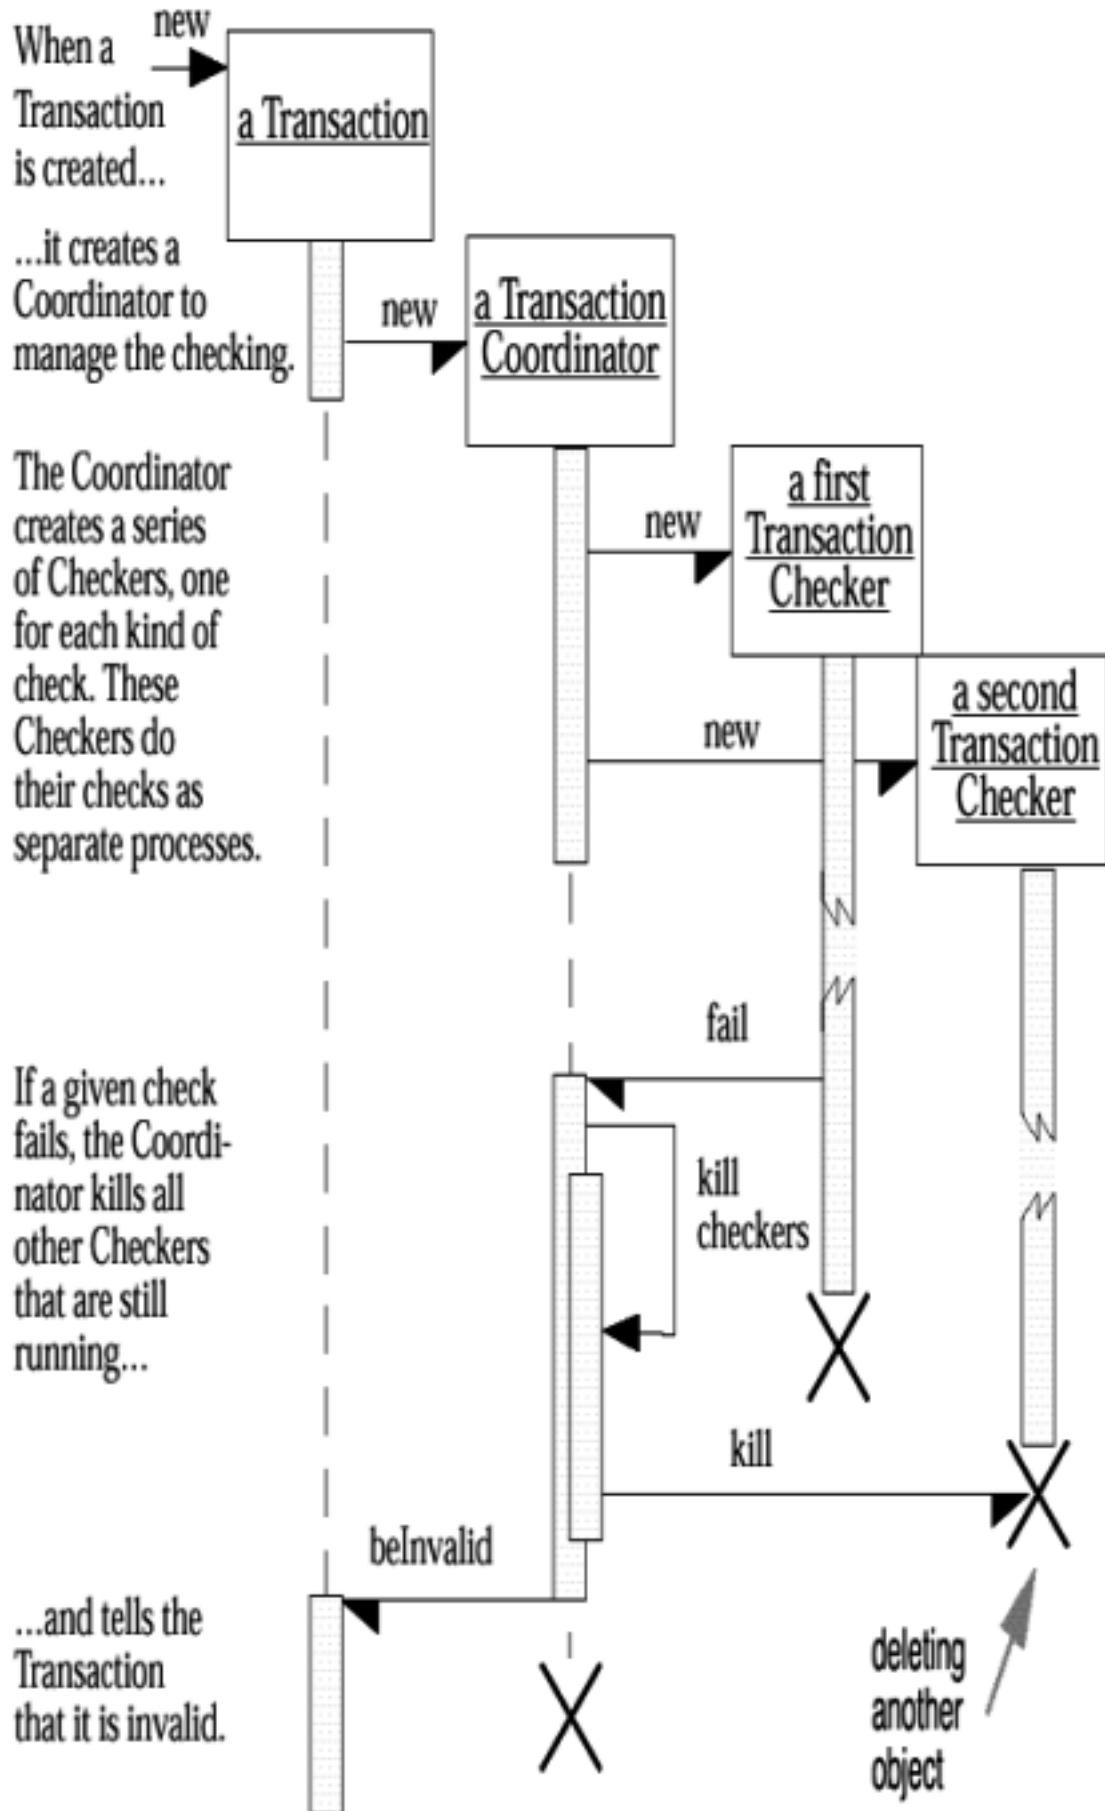 new
When a
Transaction
is created...
a Transaction
...it creates a
Coordinator to
manage the checking.
new
a Transaction
Coordinator
The Coordinator
creates a series
of Checkers, one
for each kind of
check. These
Checkers do
their checks as
separate processes.
new
a first
Transaction
Checker
new
a second
Transaction
Checker
fail
If a given check
fails, the Coordi-
nator kills all
other Checkers
that are still
running...
kill
checkers
kill
beInvalid
...and tells the
Transaction
that it is invalid.
deleting
another
object